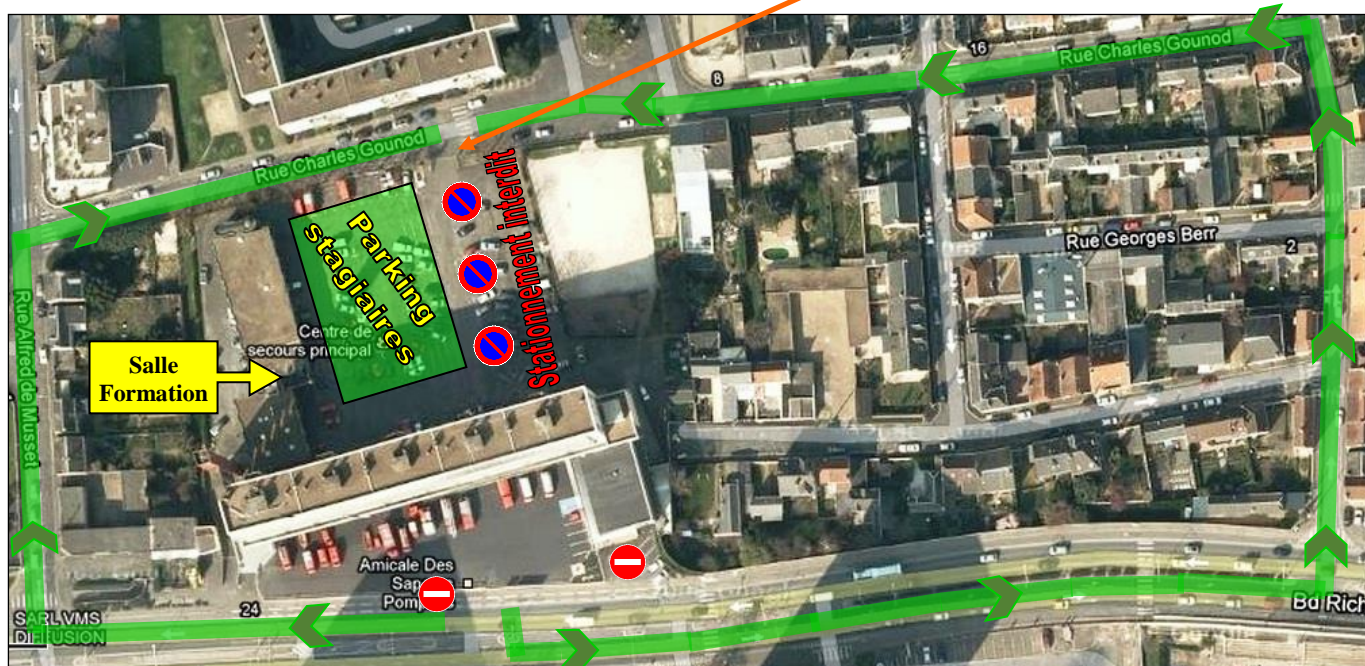 16
Rue Charles Gounod
8
Rue Charles Gounod
Stationnement interdit
Parking
stagiaires
Rue Georges Berr
2
Rue Alfred de Musset
Centre de
secours principal
Salle
Formation
Amicale Des
24
SARL VMS
DIFFUSION
Bd Rich